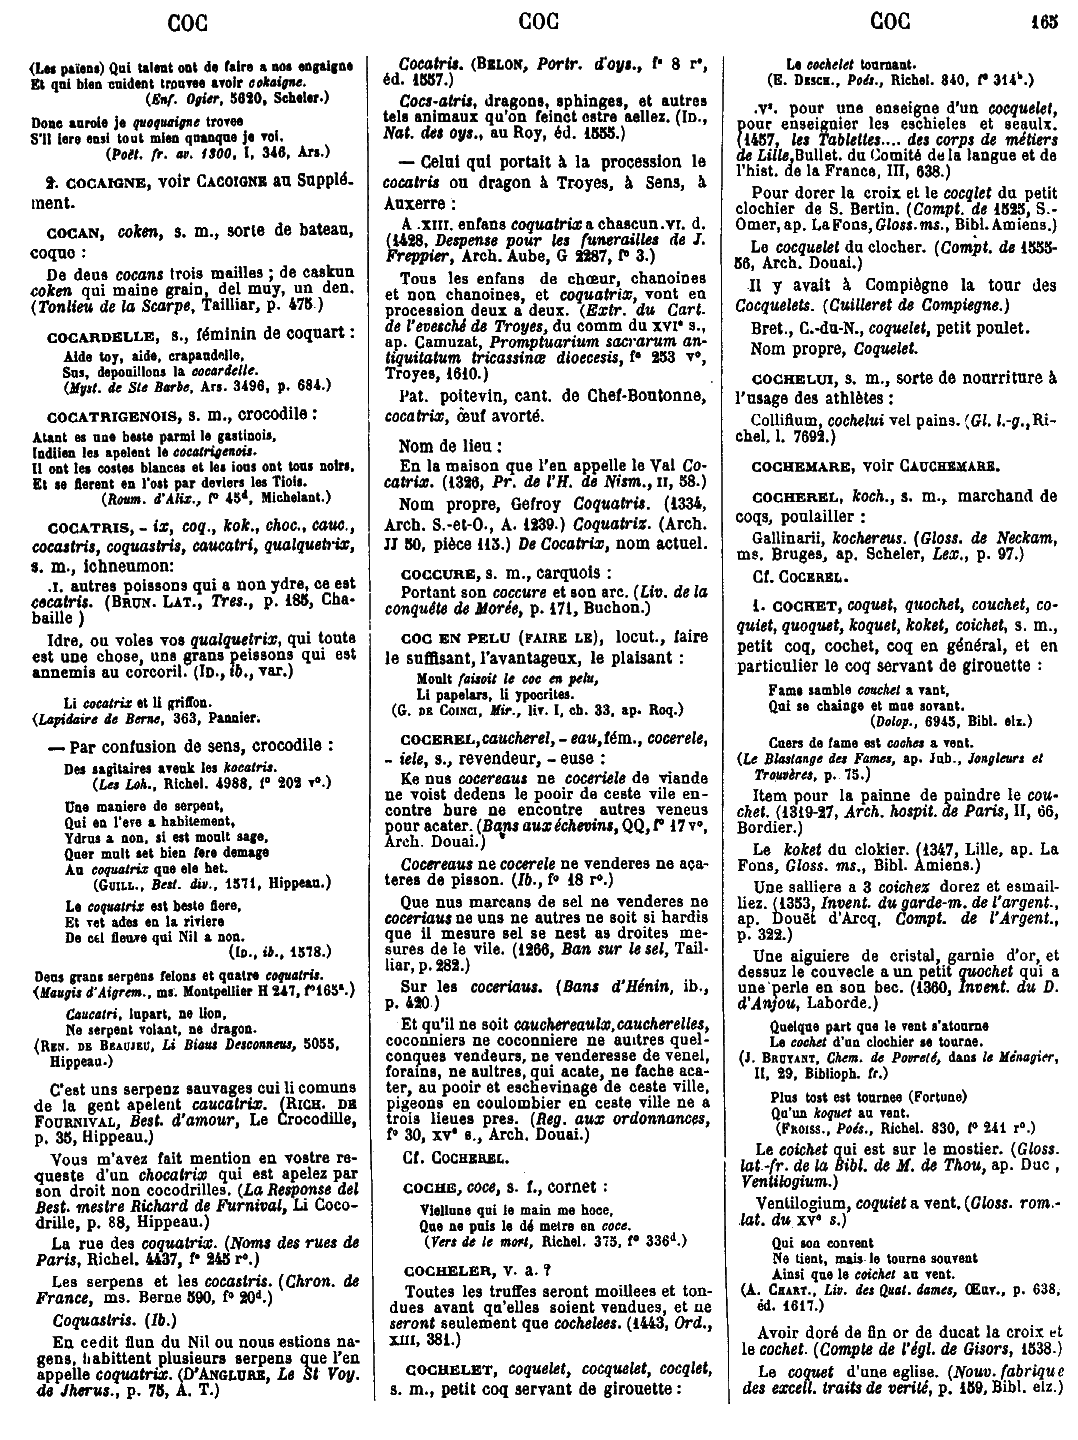 COC
COC
COC
165
(Les païens) Qui talent ont de faire a nos engaigne
Et qui bien cuident trouvee avoir cokaigne.
(Enf. Ogier, 5620, Scheler.)
Donc auroie je quoquaigne trovee
S'il iere ensi tout mien quanque je voi.
(Poët. fr. av. 1300, I, 346, Ars.)
2. COCAIGNE, voir CACOIGNE au Supplé-
ment.
COCAN, coken, s. m., sorte de bateau,
coque :
De deus cocans trois mailles ; de caskun
coken qui maine grain, del muy, un den.
(Tonlieu de la Scarpe, Tailliar, p. 475.)
COCARDELLE, s., féminin de coquart :
Aide toy, aide, crapaudelle,
Sus, depouillons la cocardelle.
(Myst. de Ste Barbe, Ars. 3496, p. 684.)
COCATRIGENOIS, s. m., crocodile :
Atant es une beste parmi le gastinois,
Indiien les apelent le cocatrigenois.
Il ont les costes blances et les ious ont tous noirs,
Et se fierent en l'ost par deviers les Tiois.
(Roum. d'Alix., f° 45d, Michelant.)
COCATRIS, - ix, coq., kok., choc., cauc.,
cocastris, coquastris, caucatri, qualquetrix,
s. m., ichneumon:
.I. autres poissons qui a non ydre, ce est
cocatris. (BRUN. LAT., Tres., p. 185, Cha-
baille )
Idre, ou voles vos qualquetrix, qui toute
est une chose, uns grans peissons qui est
annemis au corcoril. (ID., ib., var.)
Li cocatrix et li griffon.
(Lapidaire de Berne, 363, Pannier.
— Par confusion de sens, crocodile :
Des sagitaires aveuk les kocatris.
(Les Loh., Richel. 4988, f° 202 v°.)
Une maniere de serpent,
Qui en l'eve a habitement,
Ydrus a non, si est moult sage,
Quer mult set bien fere demage
Au coquatrix que ele het.
(GUILL., Best. div., 1571, Hippeau.)
Le coquatrix est beste fiere,
Et vet ades en la riviere
De cel fleuve qui Nil a non.
(ID., ib., 1578.)
Deus grans serpens felons et quatre coquatris.
(Maugis d'Aigrem., ms. Montpellier H 247, f°165a.)
Caucatri, lupart, ne lion,
Ne serpent volant, ne dragon.
(REN. DE BEAUJEU, Li Biaus Desconneus, 5055,
Hippeau.)
C'est uns serpenz sauvages cui li comuns
de la gent apelent caucatrix. (RICH. DE
FOURNIVAL, Best. d'amour, Le Crocodille,
p. 35, Hippeau.)
Vous m'avez fait mention en vostre re-
queste d'un chocatrix qui est apelez par
son droit non cocodrilles. (La Response del
Best. mestre Richard de Furnival, Li Coco-
drille, p. 88, Hippeau.)
La rue des coquatrix. (Noms des rues de
Paris, Richel. 4437, f° 245 r°.)
Les serpens et les cocastris. (Chron. de
France, ms. Berne 590, f° 20d.)
Coquastris. (Ib.)
En cedit flun du Nil ou nous estions na-
gens, habittent plusieurs serpens que l'en
appelle coquatrix. (D'ANGLURE, Le St Voy.
de Jherus., p. 75, A. T.)
Cocatris. (BELON, Portr. d'oys., f° 8 r°,
éd. 1557.)
Cocs-atris, dragons, sphinges, et autres
tels animaux qu'on feinct estre aellez. (ID.,
Nat. des oys., au Roy, éd. 1555.)
— Celui qui portait à la procession le
cocatris ou dragon à Troyes, à Sens, à
Auxerre :
A .XIII. enfans coquatrix a chascun .VI. d.
(1428, Despense pour les funerailles de J.
Freppier, Arch. Aube, G 2287, f° 3.)
Tous les enfans de chœur, chanoines
et non chanoines, et coquatrix, vont en
procession deux a deux. (Extr. du Cart.
de l'evesché de Troyes, du comm du XVIe s.,
ap. Camuzat, Promptuarium sacrarum an-
tiquitatum tricassinæ dioecesis, f° 253 v°,
Troyes, 1610.)
Pat. poitevin, cant. de Chef-Boutonne,
cocatrix, œuf avorté.
Nom de lieu :
En la maison que l'en appelle le Val Co-
catrix. (1326, Pr. de l'H. de Nism., II, 58.)
Nom propre, Gefroy Coquatris. (1334,
Arch. S.-et-O., A. 1239.) Coquatriz. (Arch.
JJ 50, pièce 113.) De Cocatrix, nom actuel.
COCCURE, s. m., carquois :
Portant son coccure et son arc. (Liv. de la
conquéte de Morée, p. 171, Buchon.)
COC EN PELU (FAIRE LE), locut., faire
le suffisant, l'avantageux, le plaisant :
Moult faisoit le coc en pelu,
Li papelars, li ypocrites.
(G. DE COINCI, Mir., liv. I, ch. 33, ap. Roq.)
COCEREL, caucherel, - eau, fém., cocerele,
- iele, s., revendeur, - euse :
Ke nus cocereaus ne coceriele de viande
ne voist dedens le pooir de ceste vile en-
contre bure ne encontre autres veneus
pour acater. (Bans aux échevins, QQ, f° 17 v°,
Arch. Douai.)
Cocereaus ne cocerele ne venderes ne aça-
teres de pisson. (Ib., f° 18 r°.)
Que nus marcans de sel ne venderes ne
coceriaus ne uns ne autres ne soit si hardis
que il mesure sel se nest as droites me-
sures de le vile. (1266, Ban sur le sel, Tail-
liar, p. 282.)
Sur les coceriaus. (Bans d'Hénin, ib.,
p. 420.)
Et qu'il ne soit cauchereaulx, caucherelles,
coconniers ne coconniere ne auitres quel-
conques vendeurs, ne venderesse de venel,
forains, ne aultres, qui acate, ne fache aca-
ter, au pooir et eschevinage de ceste ville,
pigeons en coulombier en ceste ville ne a
trois lieues pres. (Reg. aux ordonnances,
f° 30, XVe s., Arch. Douai.)
Cf. COCHEREL.
COCHE, coce, s. f., cornet :
Viellune qui le main me hoce,
Que ne puis le dé metre en coce.
(Vers de le mort, Richel. 375, f° 336d.)
COCHELER, v. a. ?
Toutes les truffes seront moillees et ton-
dues avant qu'elles soient vendues, et ne
seront seulement que cochelees. (1443, Ord.,
XIII, 381.)
COCHELET, coquelet, cocquelet, cocqlet,
s. m., petit coq servant de girouette :
Le cochelet tournant.
(E. DESCH., Poés., Richel. 840, f° 314b.)
.Vs. pour une enseigne d'un cocquelet,
pour enseignier les eschieles et seaulx.
(1457, les Tablettes.... des corps de métiers
de Lille, Bullet. du Comité de la langue et de
l'hist. de la France, III, 638.)
Pour dorer la croix et le cocqlet du petit
clochier de S. Bertin. (Compt. de 1525, S.-
Omer, ap. La Fons, Gloss. ms., Bibl. Amiens.)
Le cocquelet du clocher. (Compt. de 1555-
56, Arch. Douai.)
Il y avait à Compiègne la tour des
Cocquelets. (Cuilleret de Compiegne.)
Bret., C.-du-N., coquelet, petit poulet.
Nom propre, Coquelet.
COCHELUI, s. m., sorte de nourriture à
l'usage des athlètes :
Collifium, cochelui vel pains. (Gl. l.-g., Ri-
chel. l. 7692.)
COCHEMARE, voir CAUCHEMARE.
COCHEREL, koch., s. m., marchand de
coqs, poulailler :
Gallinarii, kochereus. (Gloss. de Neckam,
ms. Bruges, ap. Scheler, Lex., p. 97.)
Cf. COCEREL.
1. COCHET, coquet, quochet, couchet, co-
quiet, quoquet, koquet, koket, coichet, s. m.,
petit coq, cochet, coq en général, et en
particulier le coq servant de girouette :
Fame samble couchet a vant,
Qui se chainge et mue sovant.
(Dolop., 6945, Bibl. elz.)
Cuers de fame est coches a vent.
(Le Blastange des Fames, ap. Jub., Jongleurs et
Trouvères, p. 75.)
Item pour la painne de paindre le cou-
chet. (1319-27, Arch. hospit. de Paris, II, 66,
Bordier.)
Le koket du clokier. (1347, Lille, ap. La
Fons, Gloss. ms., Bibl. Amiens.)
Une salliere a 3 coichez dorez et esmail-
liez. (1353, Invent. du garde-m. de l'argent.,
ap. Douët d'Arcq, Compt. de l'Argent.,
p. 322.)
Une aiguiere de cristal, garnie d'or, et
dessuz le couvecle a un petit quochet qui a
une perle en son bec. (1360, Invent. du D.
d'Anjou, Laborde.)
Quelque part que le vent s'atourne
Le cochet d'un clochier se tourne.
(J. BRUYANT, Chem. de Povreté, dans le Ménagier,
II, 29, Biblioph. fr.)
Plus tost est tournee (Fortune)
Qu'un koquet au vent.
(FROISS., Poés., Richel. 830, f° 241 r°.)
Le coichet qui est sur le mostier. (Gloss.
lat.-fr. de la Bibl. de M. de Thou, ap. Duc ,
Ventilogium.)
Ventilogium, coquiet a vent. (Gloss. rom.-
lat. du XVe s.)
Qui son convent
Ne tient, mais le tourne souvent
Ainsi que le coichet au vent.
(A. CHART., Liv. des Quat. dames, Œuv., p. 638,
éd. 1617.)
Avoir doré de fin or de ducat la croix et
le cochet. (Compte de l'égl. de Gisors, 1538.)
Le coquet d'une eglise. (Nouv. fabrique
des excell. traits de verité, p. 159, Bibl. elz.)